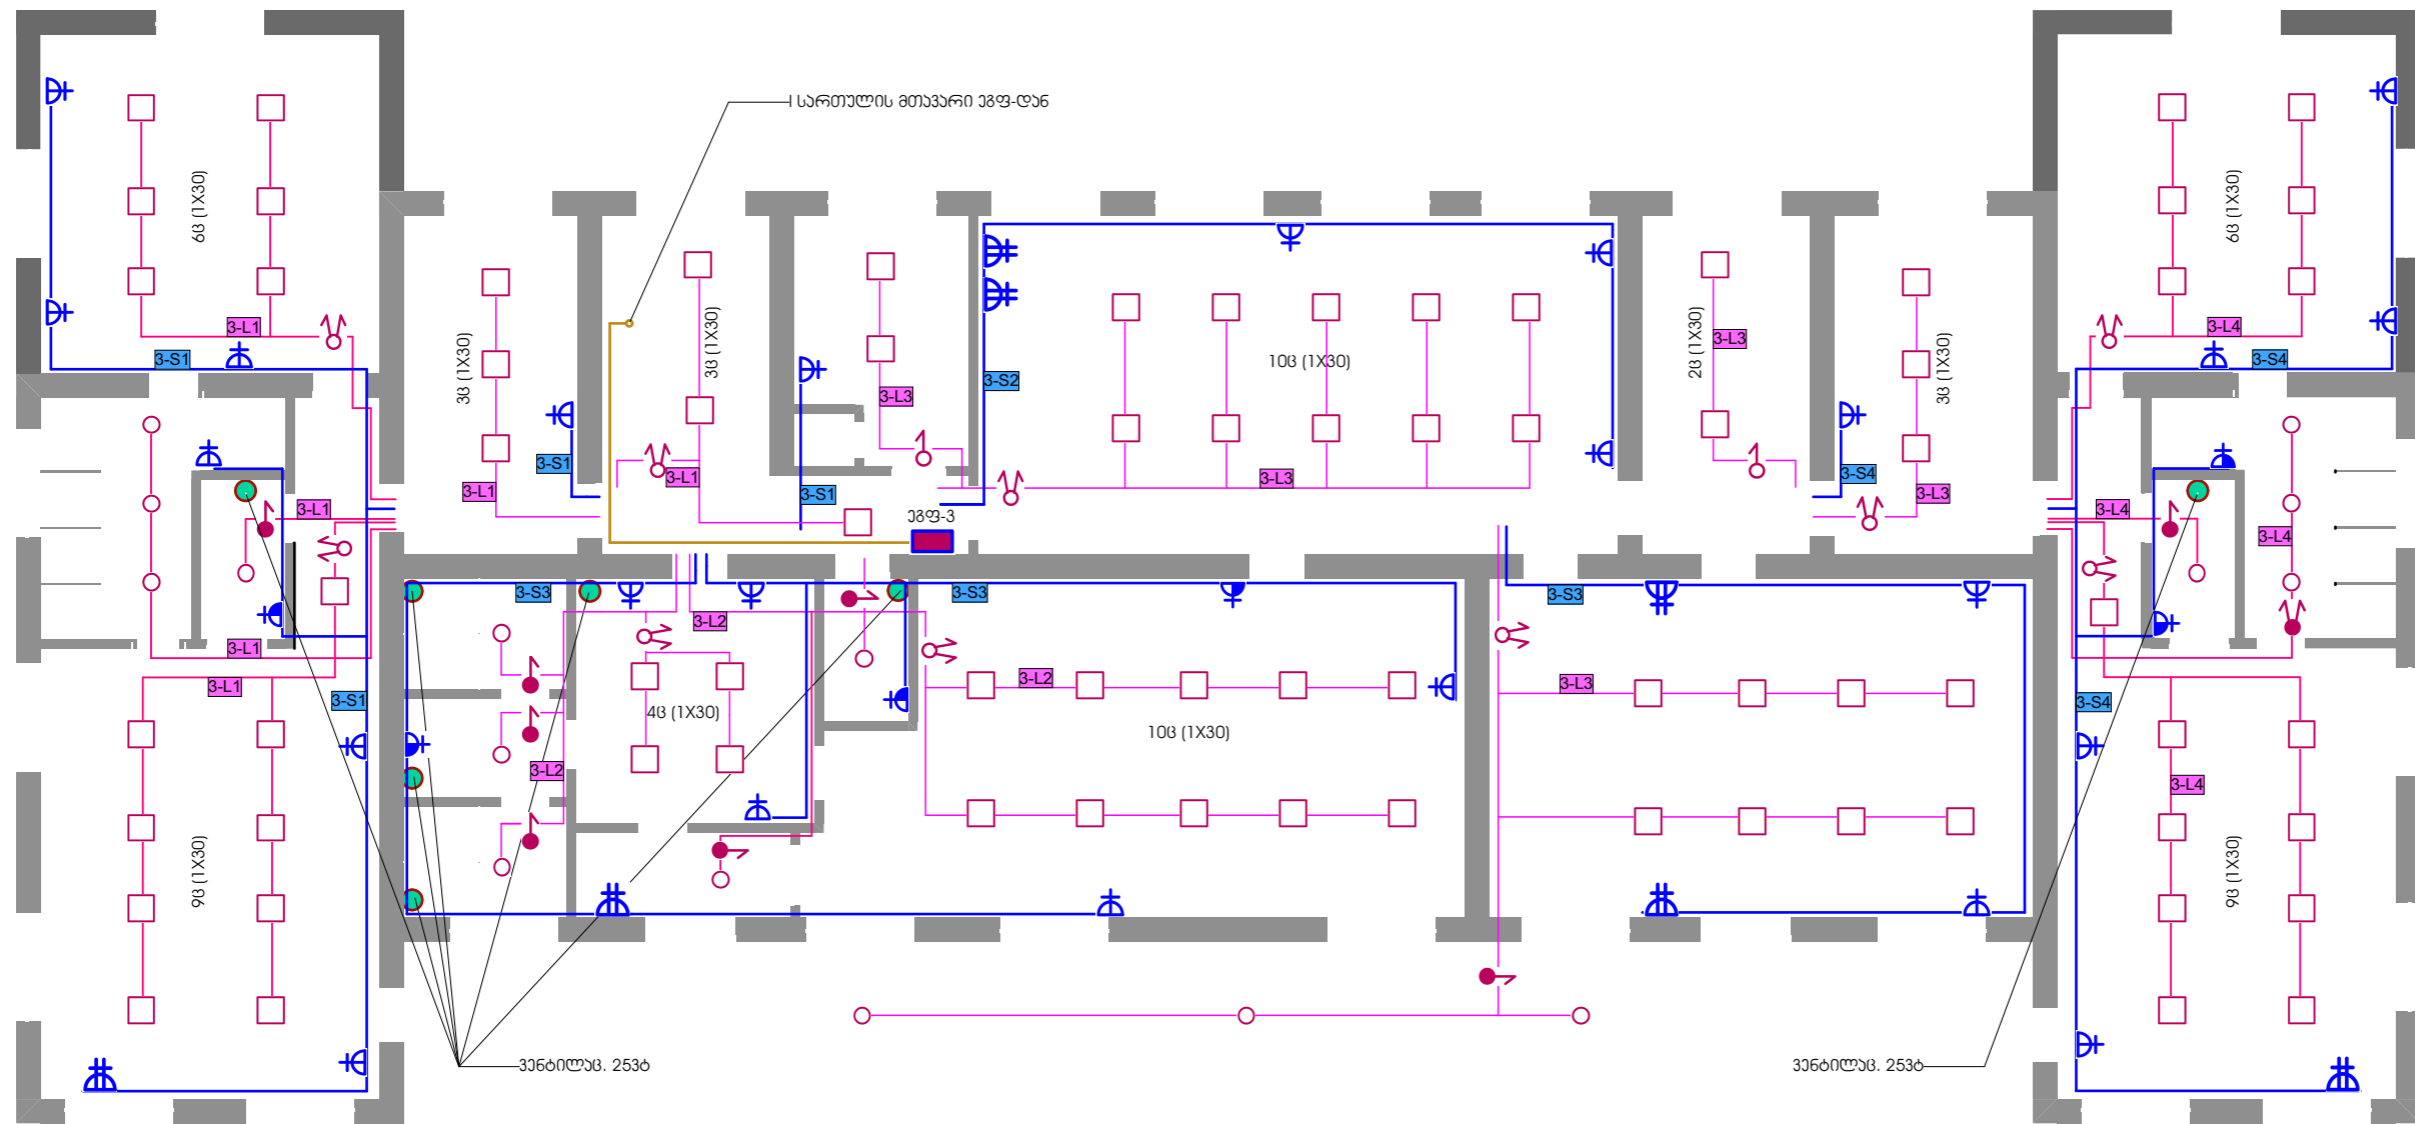 I სართულის მთავარი ეგფ-დან
6ც (1X30)
6ც (1X30)
3-L1
3-L4
3-S1
3-S4
3ც (1X30)
3ც (1X30)
3-L3
3-S2
10ც (1X30)
2ც (1X30)
3-L3
3ც (1X30)
3-S1
3-L1
3-L1
3-S1
3-L3
3-S4
3-L3
3-L1
ეგფ-3
3-L4
3-L4
3-S3
3-S3
3-S3
3-L2
3-L1
3-L1
3-S1
3-L2
3-L3
3-S4
4ც (1X30)
10ც (1X30)
3-L2
3-L4
9ც (1X30)
9ც (1X30)
ვენტილაც. 25ვტ
ვენტილაც. 25ვტ